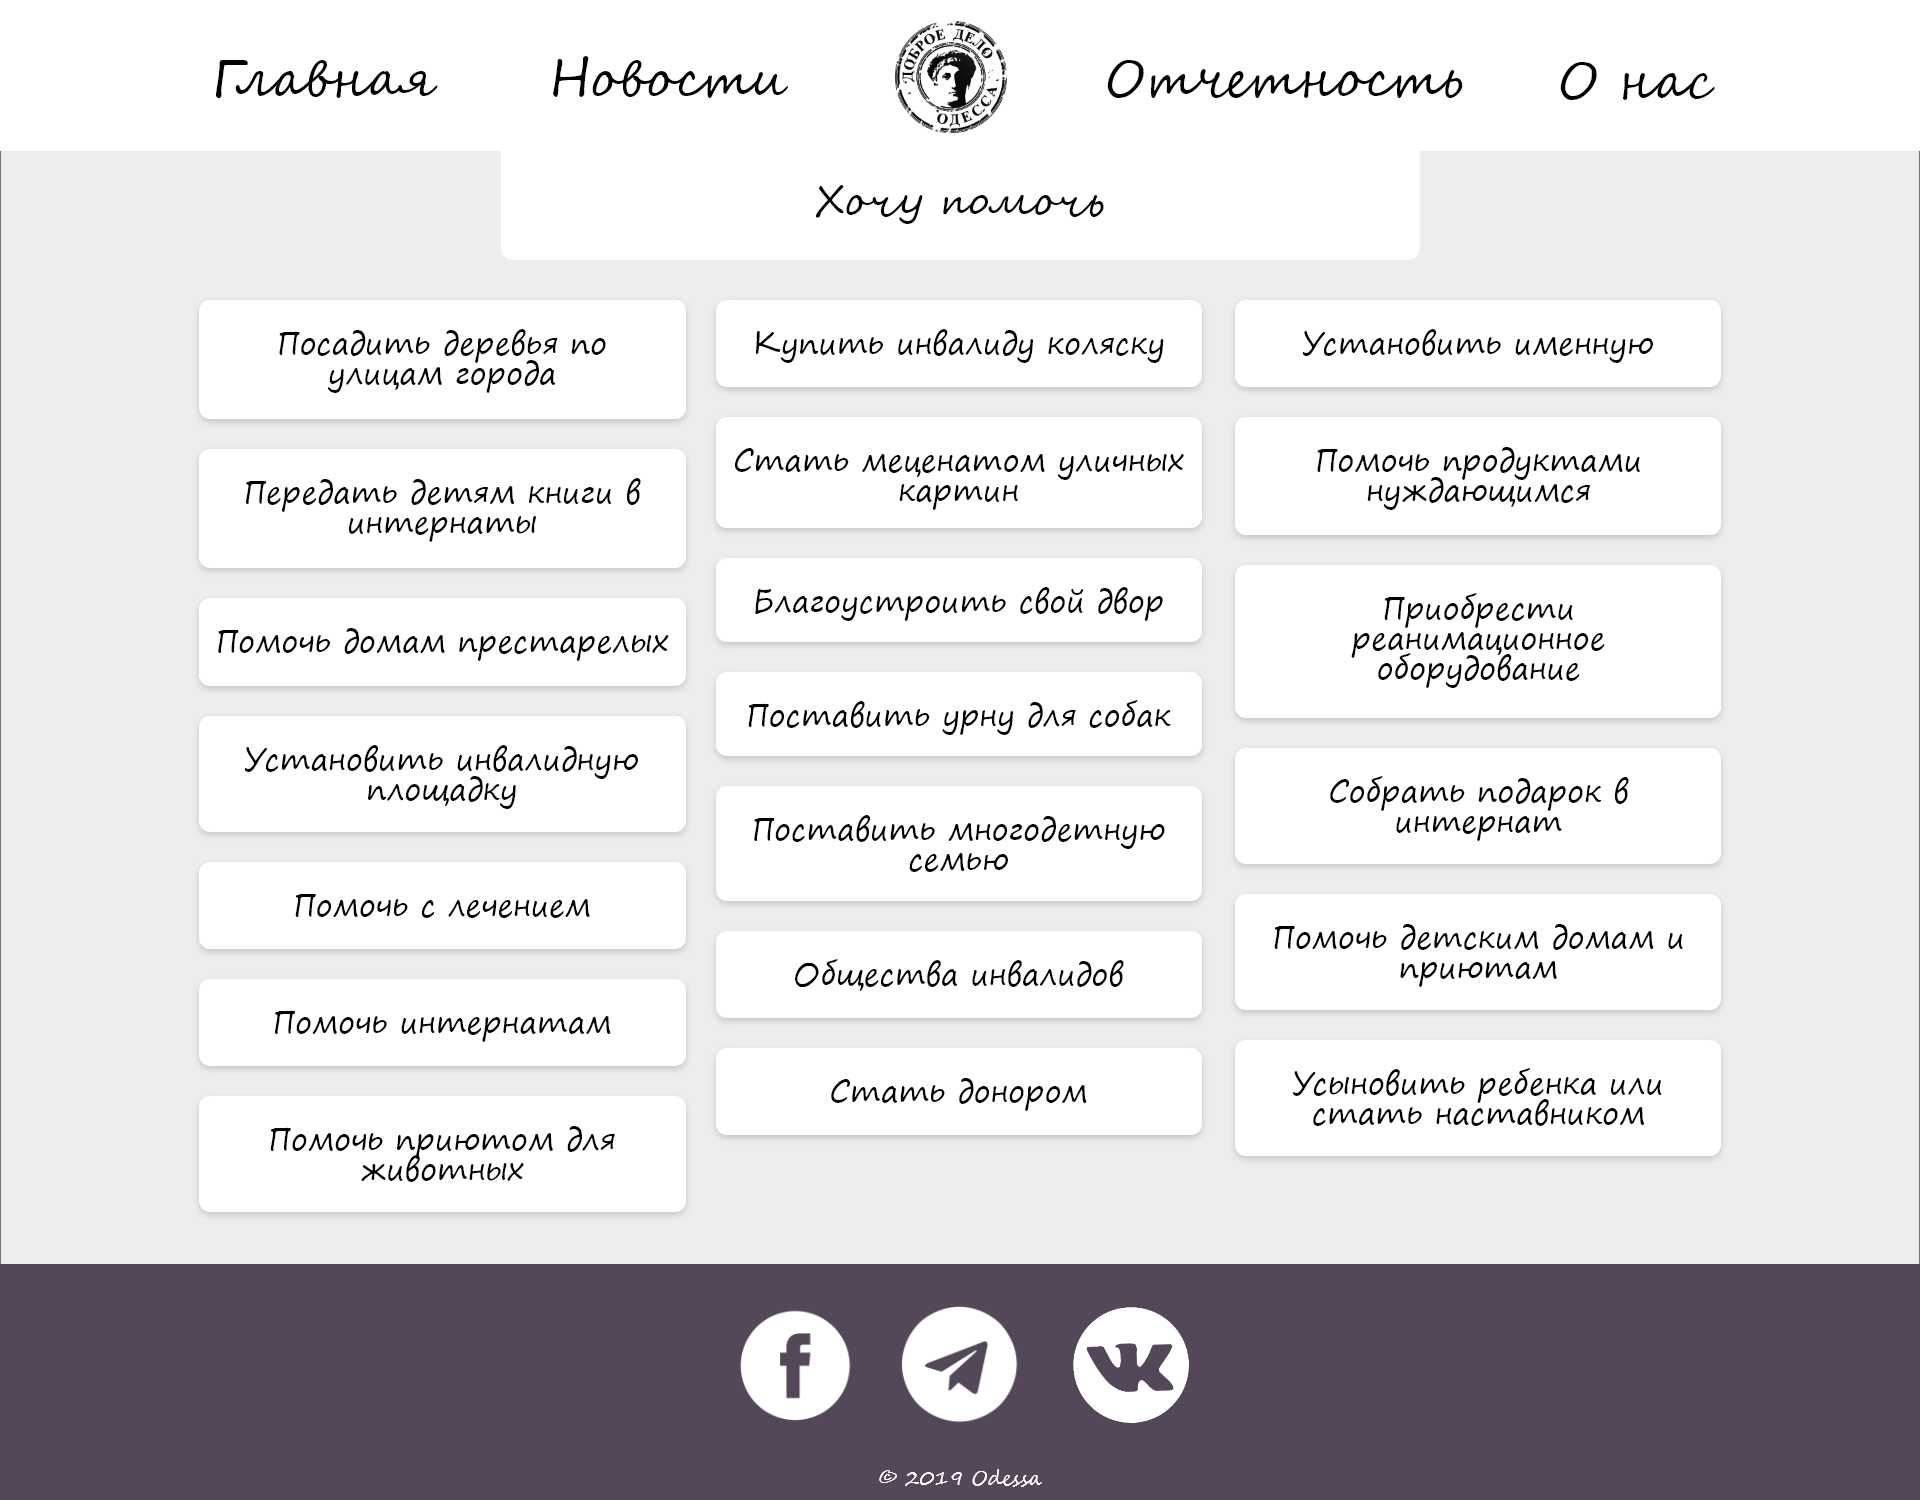 Главная
Новости
ДОБРОЕ ДЕЛО
ОДЕССА
Отчетность
О нас
Хочу помочь
Посадить деревья по
улицам города
Передать детям книги в
интернаты
Помочь домам престарелых
Установить инвалидную
площадку
Помочь с лечением
Помочь интернатам
Помочь приютом для
животных
Купить инвалиду коляску
Стать меценатом уличных
картин
Благоустроить свой двор
Поставить урну для собак
Поставить многодетную
семью
Общества инвалидов
Стать донором
Установить именную
Помочь продуктами
нуждающимся
Приобрести
реанимационное
оборудование
Собрать подарок в
интернат
Помочь детским домам и
приютам
Усыновить ребенка или
стать наставником
© 2019 Odessa